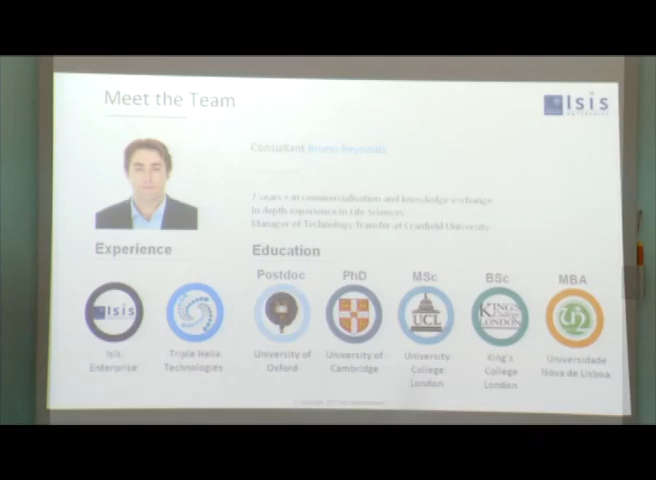 Meet the Team
Isis
ENTERPRISE
Consultant Bruno Reynolds
7 years + in commercialisation and knowledge exchange
In depth experience in Life Sciences
Manager of Technology Transfer at Cranfield University
Experience
Education
Postdoc
PhD
MSc
BSc
MBA
Isis
UCL
KING'S
College
LONDON
Isis
Enterprise
Triple Helix
Technologies
University of
Oxford
University of
Cambridge
University
College
London
King's
College
London
Universidade
Nova de Lisboa